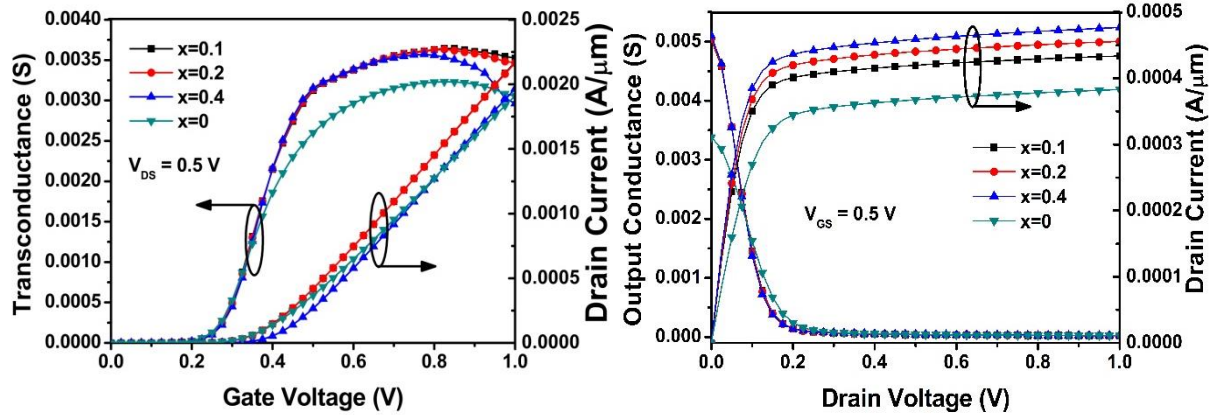 0.0040
0.0035
0.0030
0.0025
0.0020
0.0015
0.0010
0.0005
0.0000
Transconductance (S)
x=0.1
x=0.2
x=0.4
x=0
V_DS = 0.5 V
0.0 0.2 0.4 0.6 0.8 1.0
Gate Voltage (V)
0.0025
0.0020
0.0015
0.0010
0.0005
0.0000
Drain Current (A/μm)
0.005
0.004
0.003
0.002
0.001
0.000
Output Conductance (S)
x=0.1
x=0.2
x=0.4
x=0
V_GS = 0.5 V
0.0 0.2 0.4 0.6 0.8 1.0
Drain Voltage (V)
0.0005
0.0004
0.0003
0.0002
0.0001
0.0000
Drain Current (A/μm)